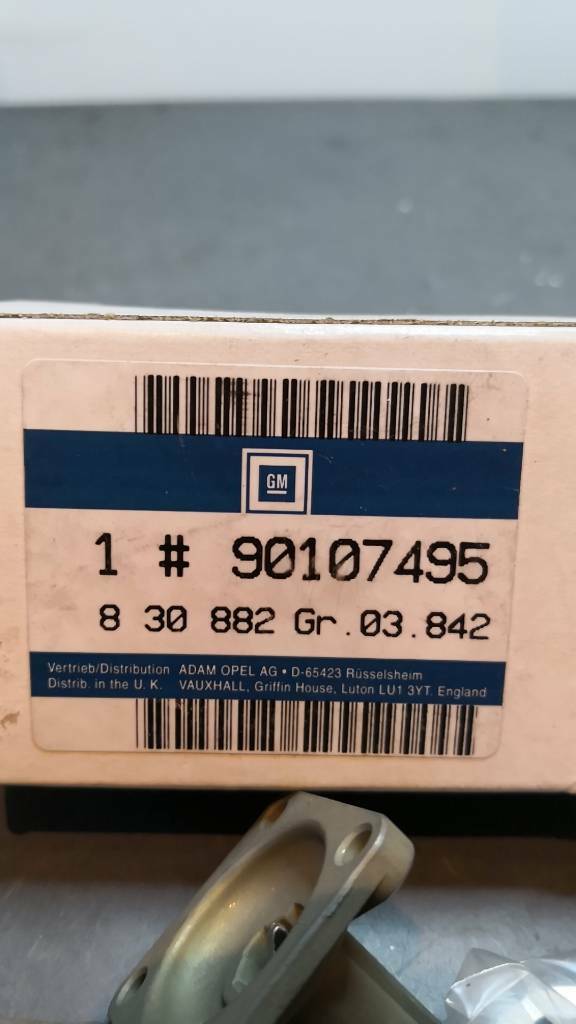 GM
1 # 90107495
8 30 882 Gr.03.842
Vertrieb/Distribution ADAM OPEL AG • D-65423 Rüsselsheim
Distrib. in the U. K. VAUXHALL, Griffin House, Luton LU1 3YT. England